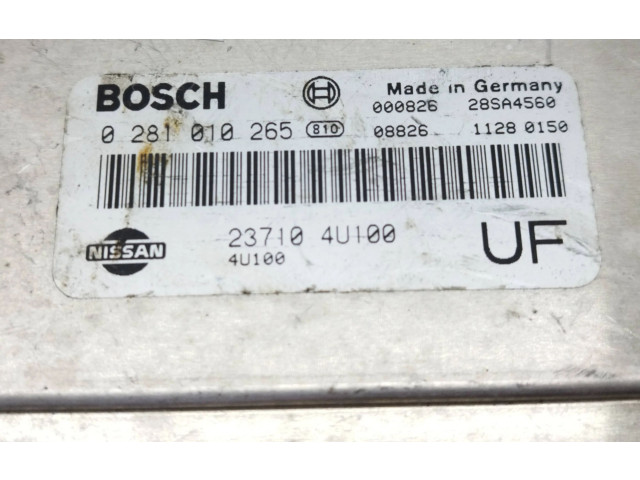 BOSCH
Made in Germany
000826 28SA4560
0 281 010 265 810 08826 1128 0150
NISSAN 23710 4U100 UF
4U100